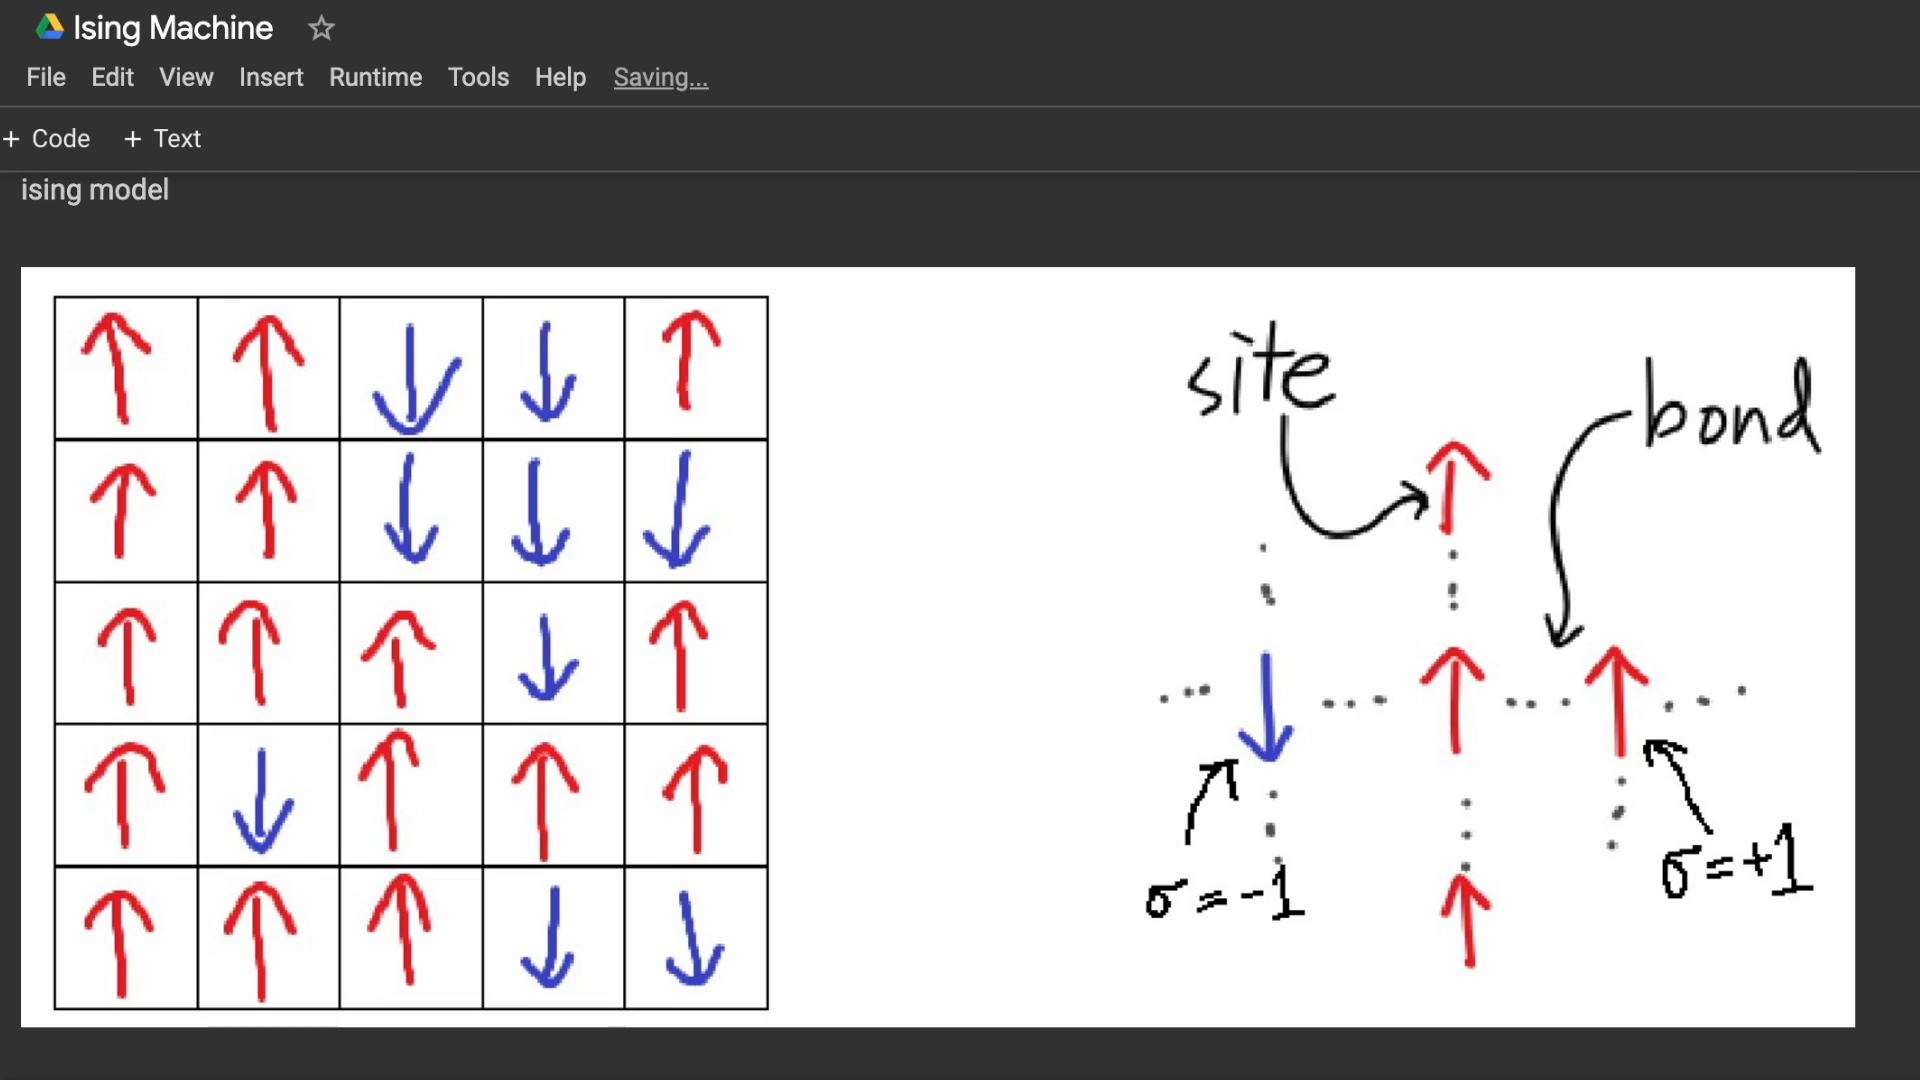 Ising Machine
File Edit View Insert Runtime Tools Help Saving...
+ Code + Text
ising model
site
bond
σ=-1
σ=+1